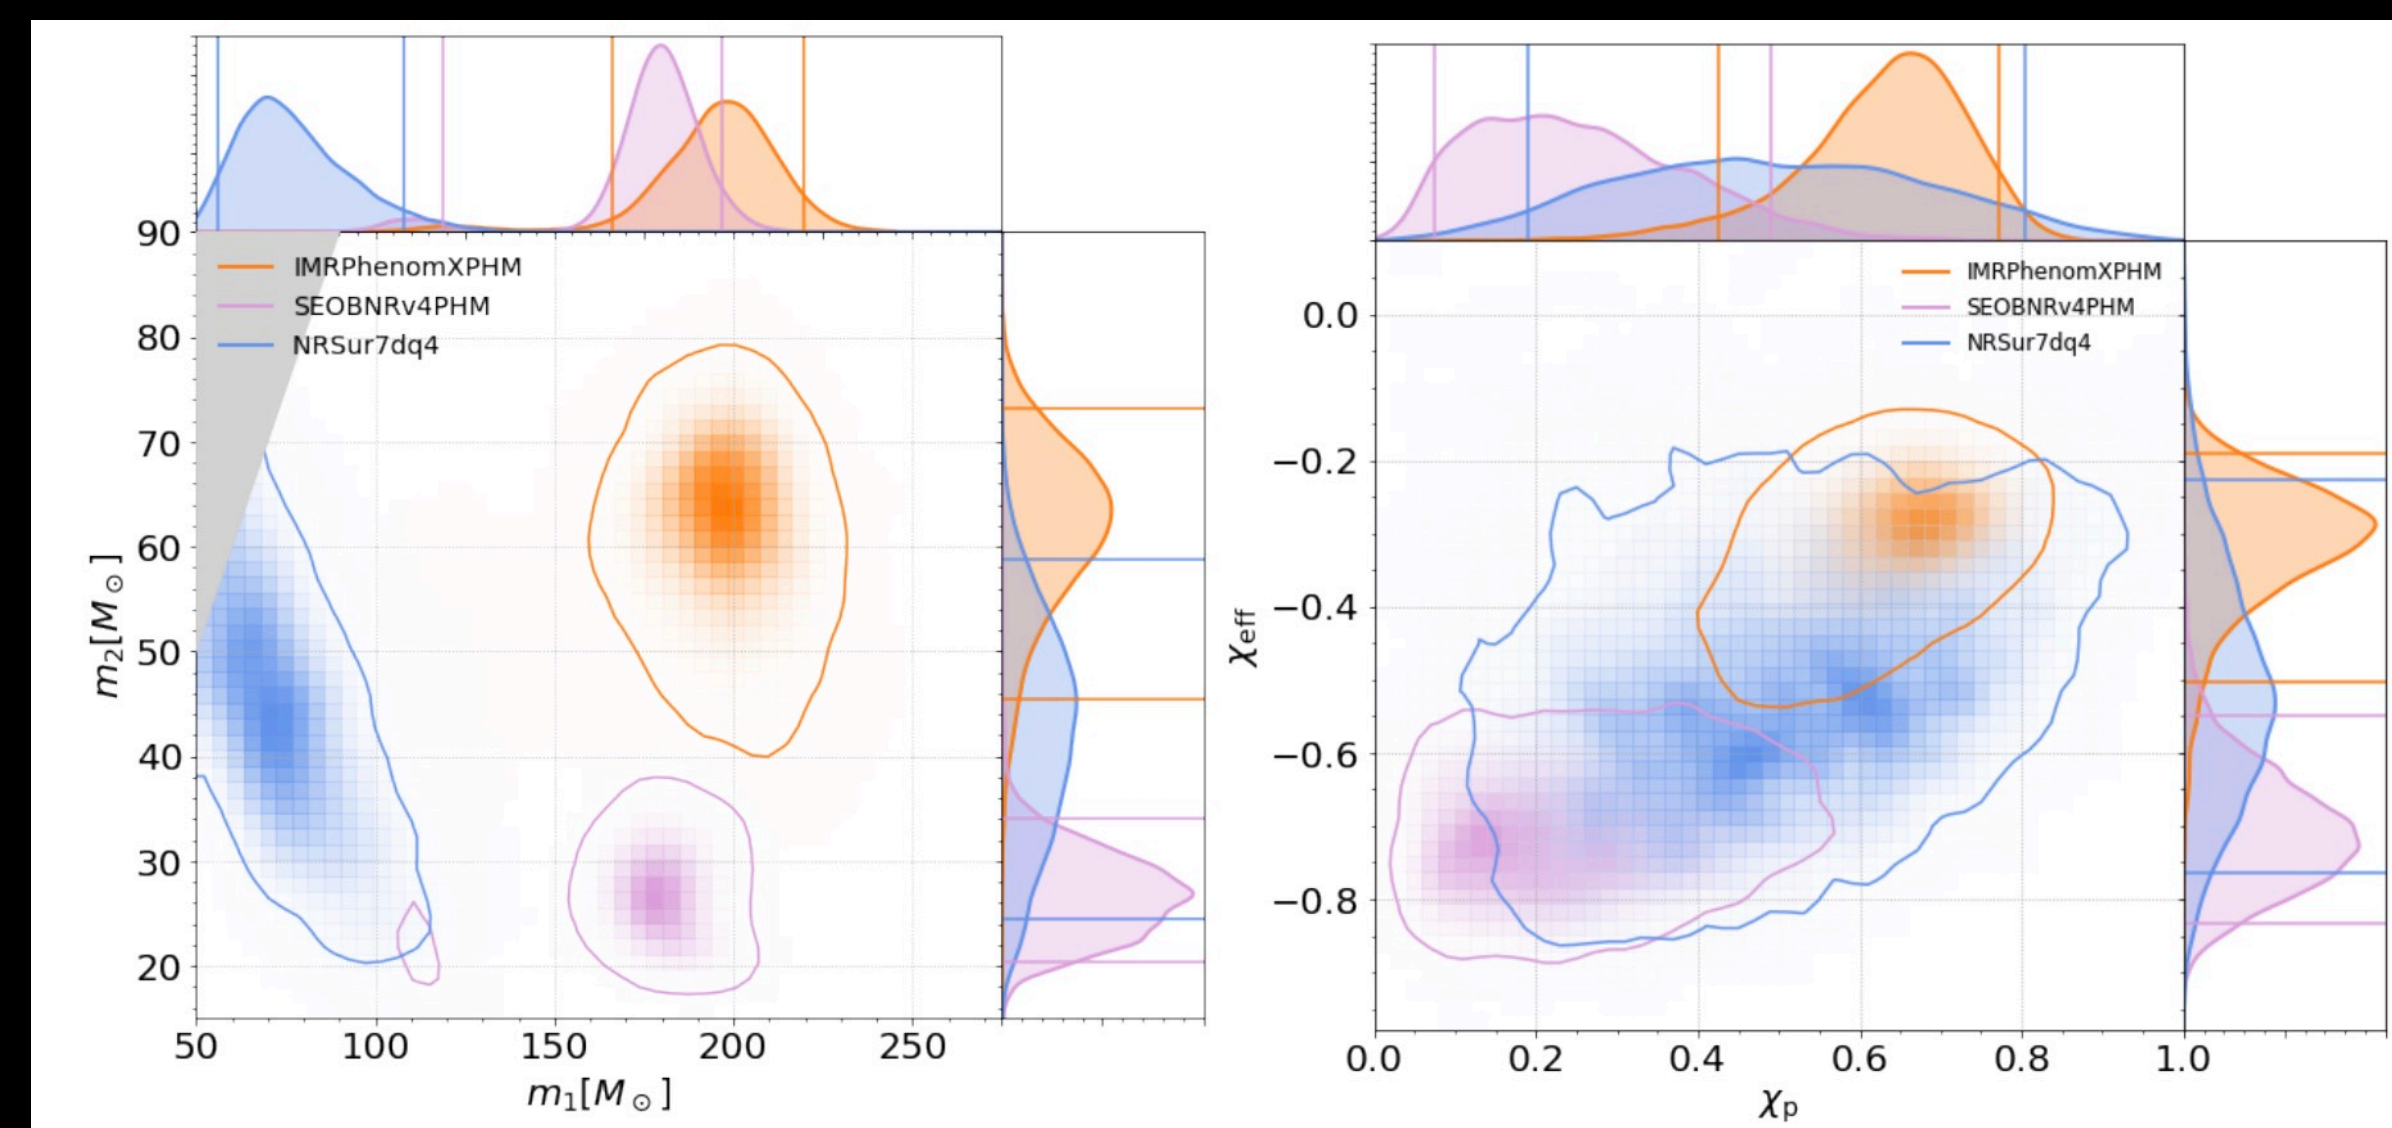 90
80
70
60
50
40
30
20
m₂[M⊙]
IMRPhenomXPHM
SEOBNRv4PHM
NRSur7dq4
50 100 150 200 250
m₁[M⊙]
0.0
−0.2
−0.4
−0.6
−0.8
χeff
IMRPhenomXPHM
SEOBNRv4PHM
NRSur7dq4
0.0 0.2 0.4 0.6 0.8 1.0
χp